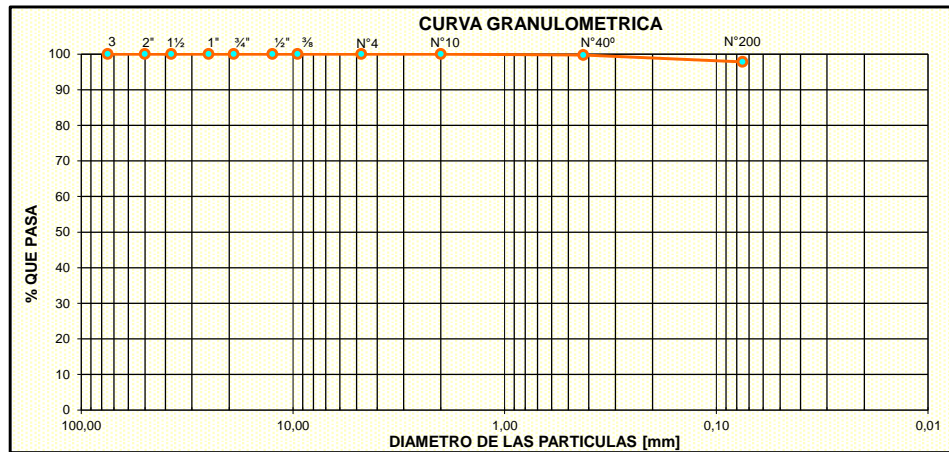 CURVA GRANULOMETRICA
3 2" 1½ 1" ¾" ½" ⅜ N°4 N°10 N°40º N°200
100
90
80
70
60
50
40
30
20
10
0
% QUE PASA
100,00 10,00 1,00 0,10 0,01
DIAMETRO DE LAS PARTICULAS [mm]